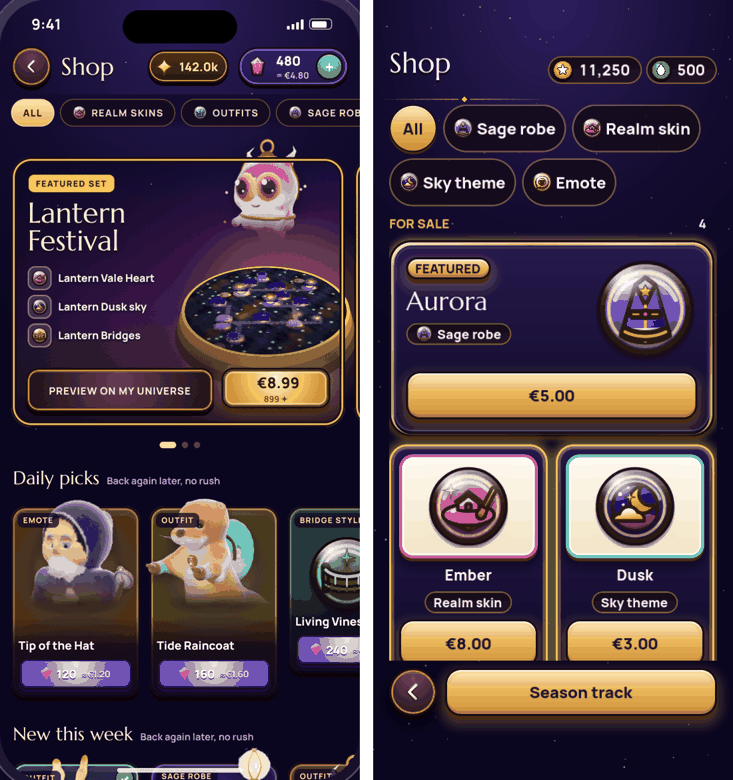 9:41
Shop
142.0k
480
= €4.80
+
ALL
REALM SKINS
OUTFITS
SAGE ROB
FEATURED SET
Lantern
Festival
Lantern Vale Heart
Lantern Dusk sky
Lantern Bridges
PREVIEW ON MY UNIVERSE
€8.99
899
Daily picks
Back again later, no rush
EMOTE
OUTFIT
BRIDGE STYLE
Tip of the Hat
120 ≈€1.20
Tide Raincoat
160 ≈€1.60
Living Vines
240
New this week
Back again later, no rush
OUTFIT
SAGE ROBE
OUTFIT
Shop
11,250
500
All
Sage robe
Realm skin
Sky theme
Emote
FOR SALE
4
FEATURED
Aurora
Sage robe
€5.00
Ember
Realm skin
€8.00
Dusk
Sky theme
€3.00
Season track